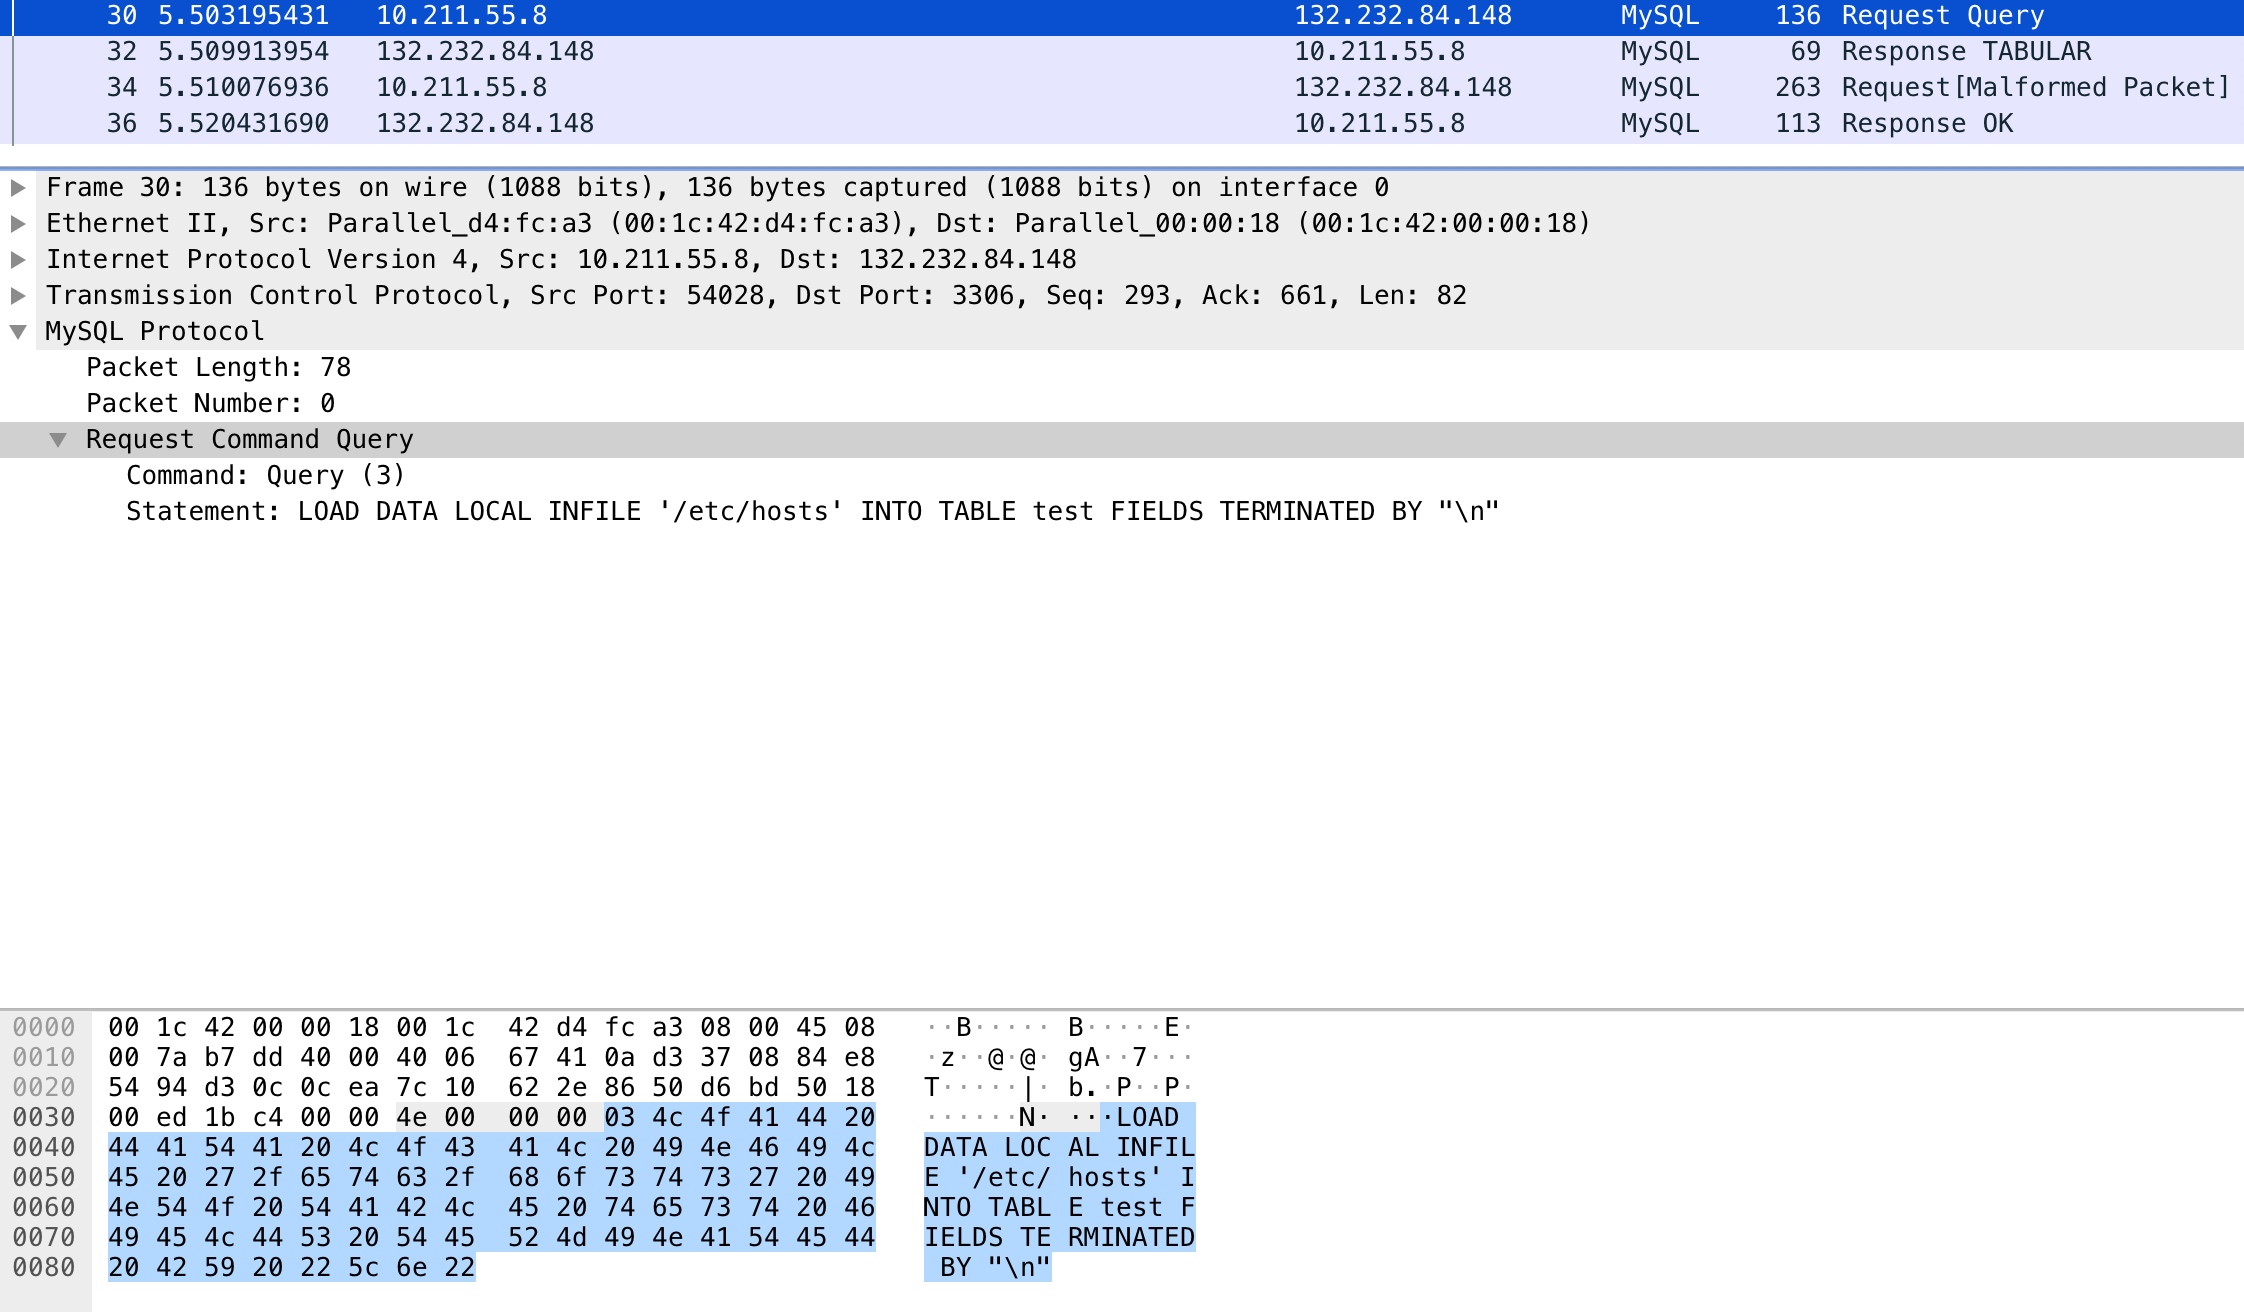 30 5.503195431 10.211.55.8 132.232.84.148 MySQL 136 Request Query
32 5.509913954 132.232.84.148 10.211.55.8 MySQL 69 Response TABULAR
34 5.510076936 10.211.55.8 132.232.84.148 MySQL 263 Request[Malformed Packet]
36 5.520431690 132.232.84.148 10.211.55.8 MySQL 113 Response OK
Frame 30: 136 bytes on wire (1088 bits), 136 bytes captured (1088 bits) on interface 0
Ethernet II, Src: Parallel_d4:fc:a3 (00:1c:42:d4:fc:a3), Dst: Parallel_00:00:18 (00:1c:42:00:00:18)
Internet Protocol Version 4, Src: 10.211.55.8, Dst: 132.232.84.148
Transmission Control Protocol, Src Port: 54028, Dst Port: 3306, Seq: 293, Ack: 661, Len: 82
MySQL Protocol
Packet Length: 78
Packet Number: 0
Request Command Query
Command: Query (3)
Statement: LOAD DATA LOCAL INFILE '/etc/hosts' INTO TABLE test FIELDS TERMINATED BY "\n"
0000 00 1c 42 00 00 18 00 1c 42 d4 fc a3 08 00 45 08 ··B····· B·····E·
0010 00 7a b7 dd 40 00 40 06 67 41 0a d3 37 08 84 e8 ·z··@·@· gA··7···
0020 54 94 d3 0c 0c ea 7c 10 62 2e 86 50 d6 bd 50 18 T·····|· b.·P··P·
0030 00 ed 1b c4 00 00 4e 00 00 00 03 4c 4f 41 44 20 ······N· ···LOAD
0040 44 41 54 41 20 4c 4f 43 41 4c 20 49 4e 46 49 4c DATA LOC AL INFIL
0050 45 20 27 2f 65 74 63 2f 68 6f 73 74 73 27 20 49 E '/etc/ hosts' I
0060 4e 54 4f 20 54 41 42 4c 45 20 74 65 73 74 20 46 NTO TABL E test F
0070 49 45 4c 44 53 20 54 45 52 4d 49 4e 41 54 45 44 IELDS TE RMINATED
0080 20 42 59 20 22 5c 6e 22 BY "\n"